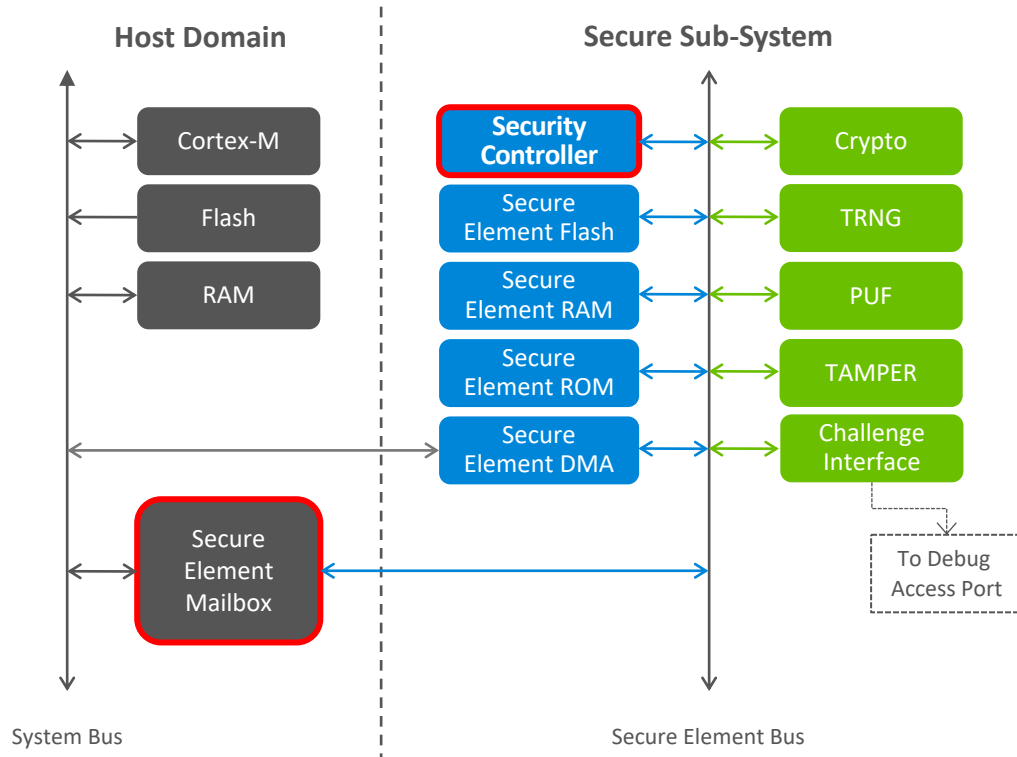 Host Domain
Secure Sub-System
Cortex-M
Flash
RAM
Secure
Element
Mailbox
Security
Controller
Secure
Element Flash
Secure
Element RAM
Secure
Element ROM
Secure
Element DMA
Crypto
TRNG
PUF
TAMPER
Challenge
Interface
To Debug
Access Port
System Bus
Secure Element Bus